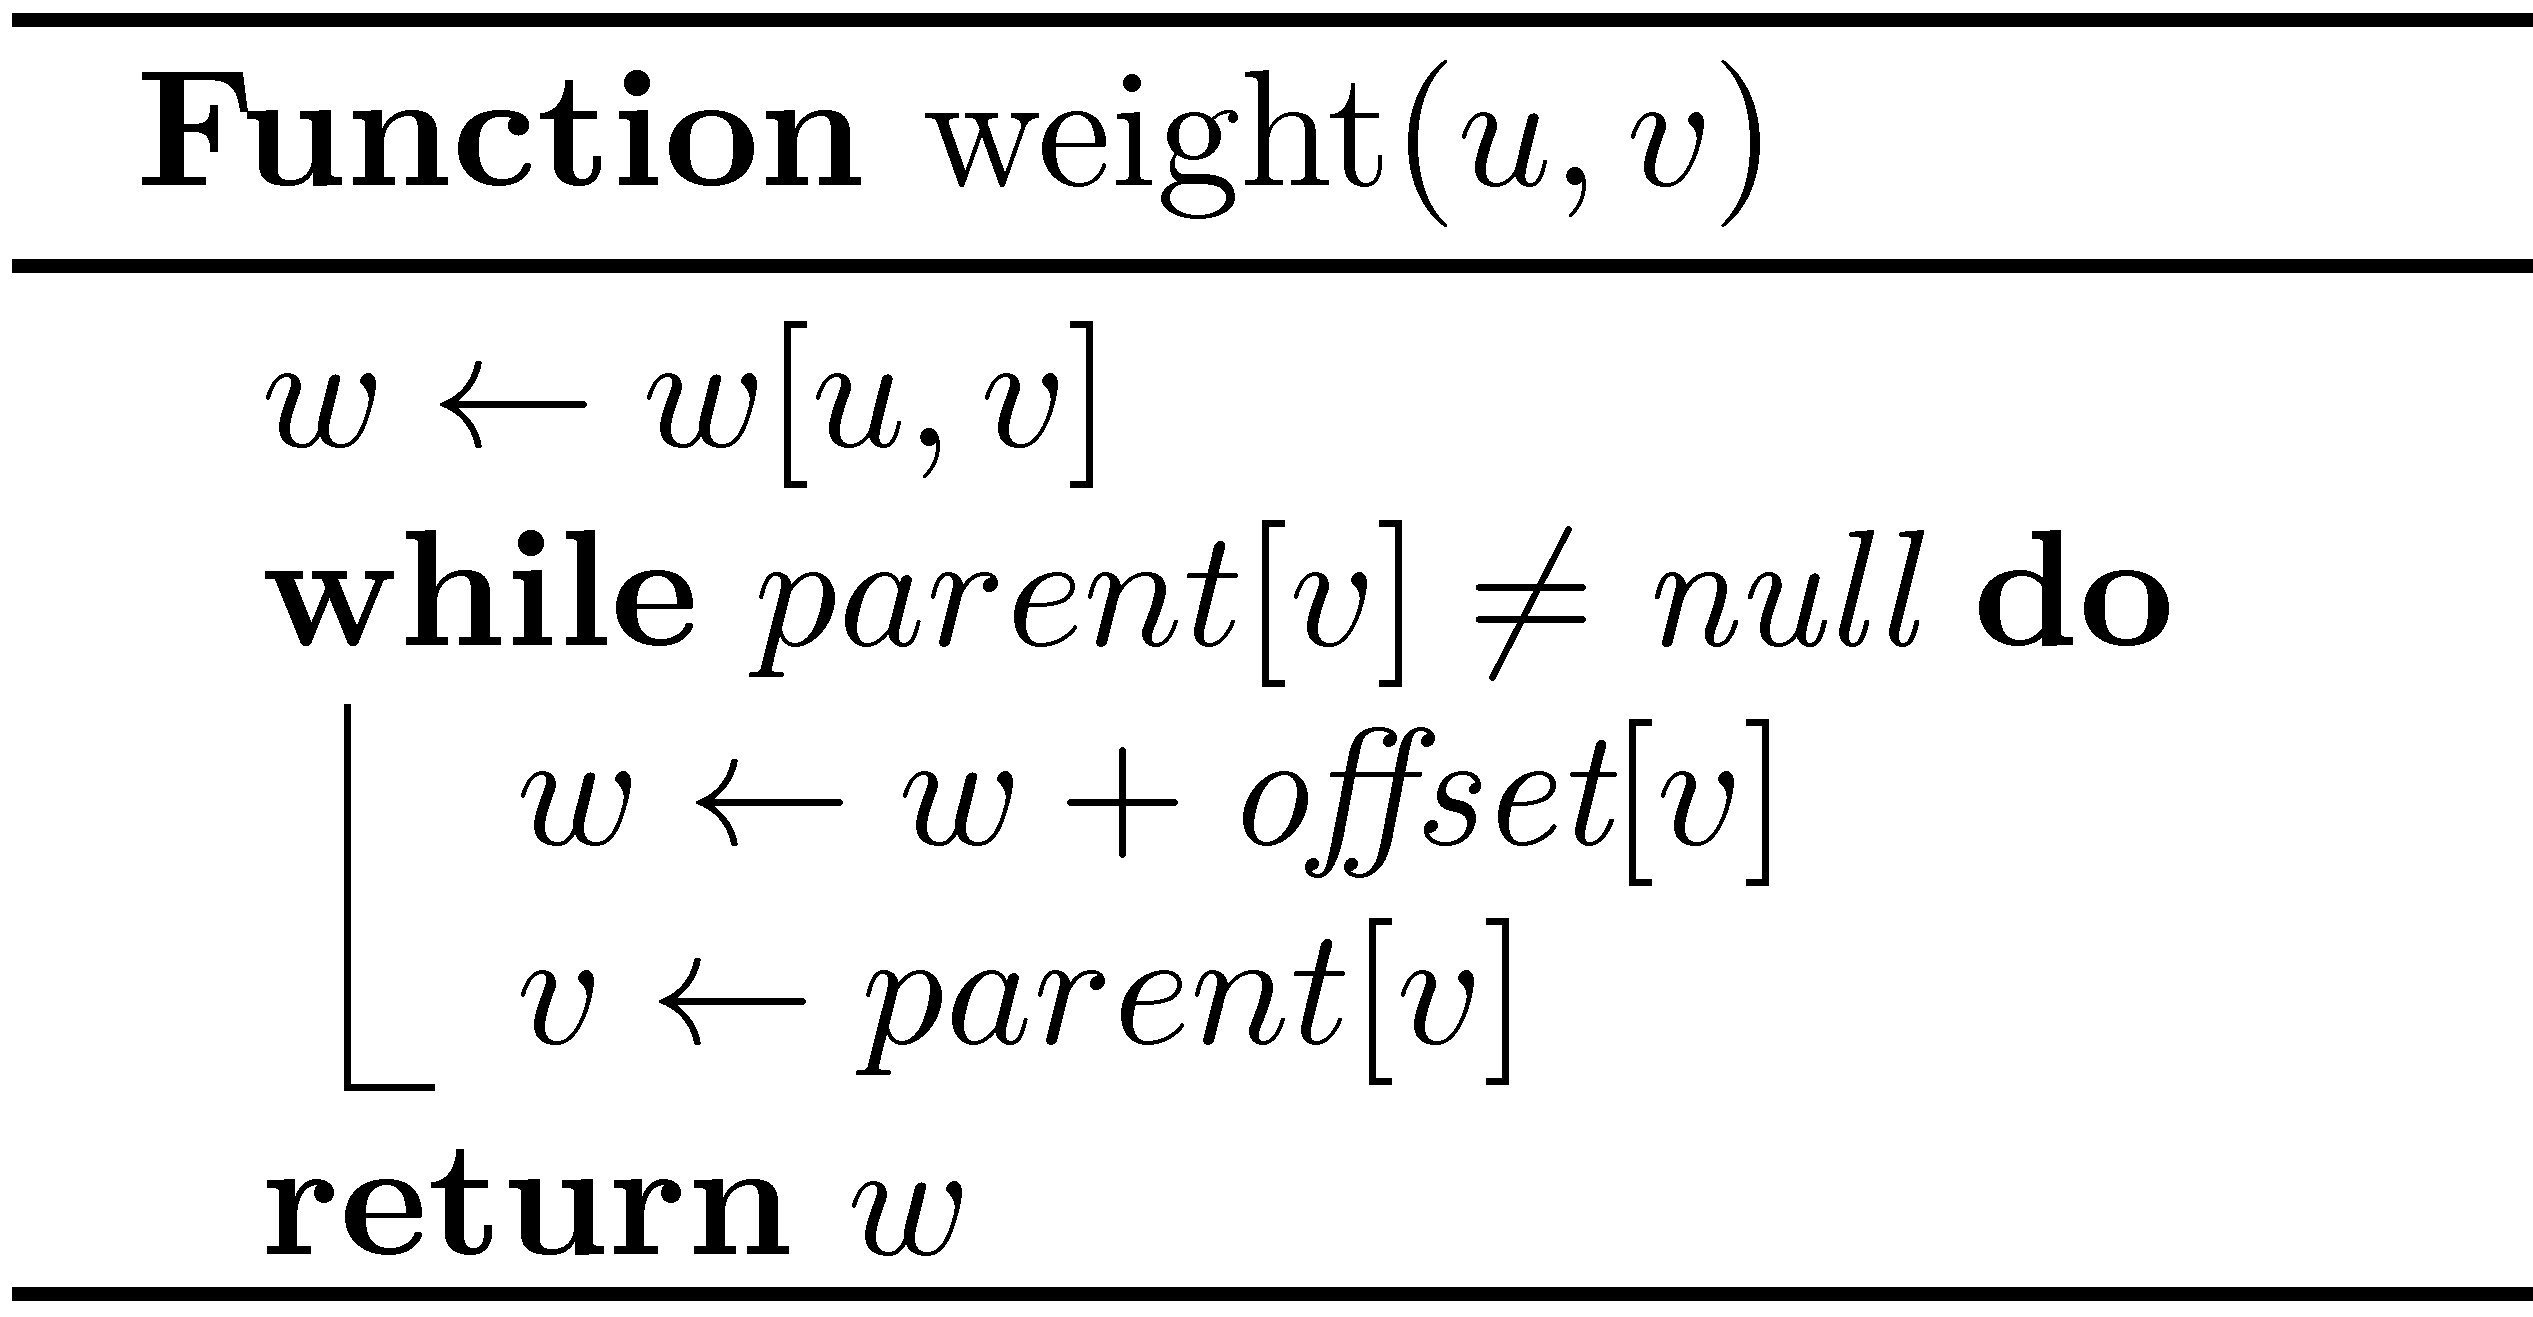 Function weight(u, v)
w ← w[u, v]
while parent[v] ≠ null do
w ← w + offset[v]
v ← parent[v]
return w